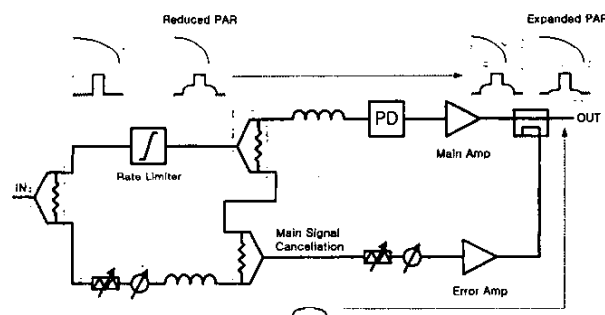 Reduced PAR
Expanded PAR
PD
OUT
Main Amp
Rate Limiter
IN
Main Signal
Cancellation
Error Amp